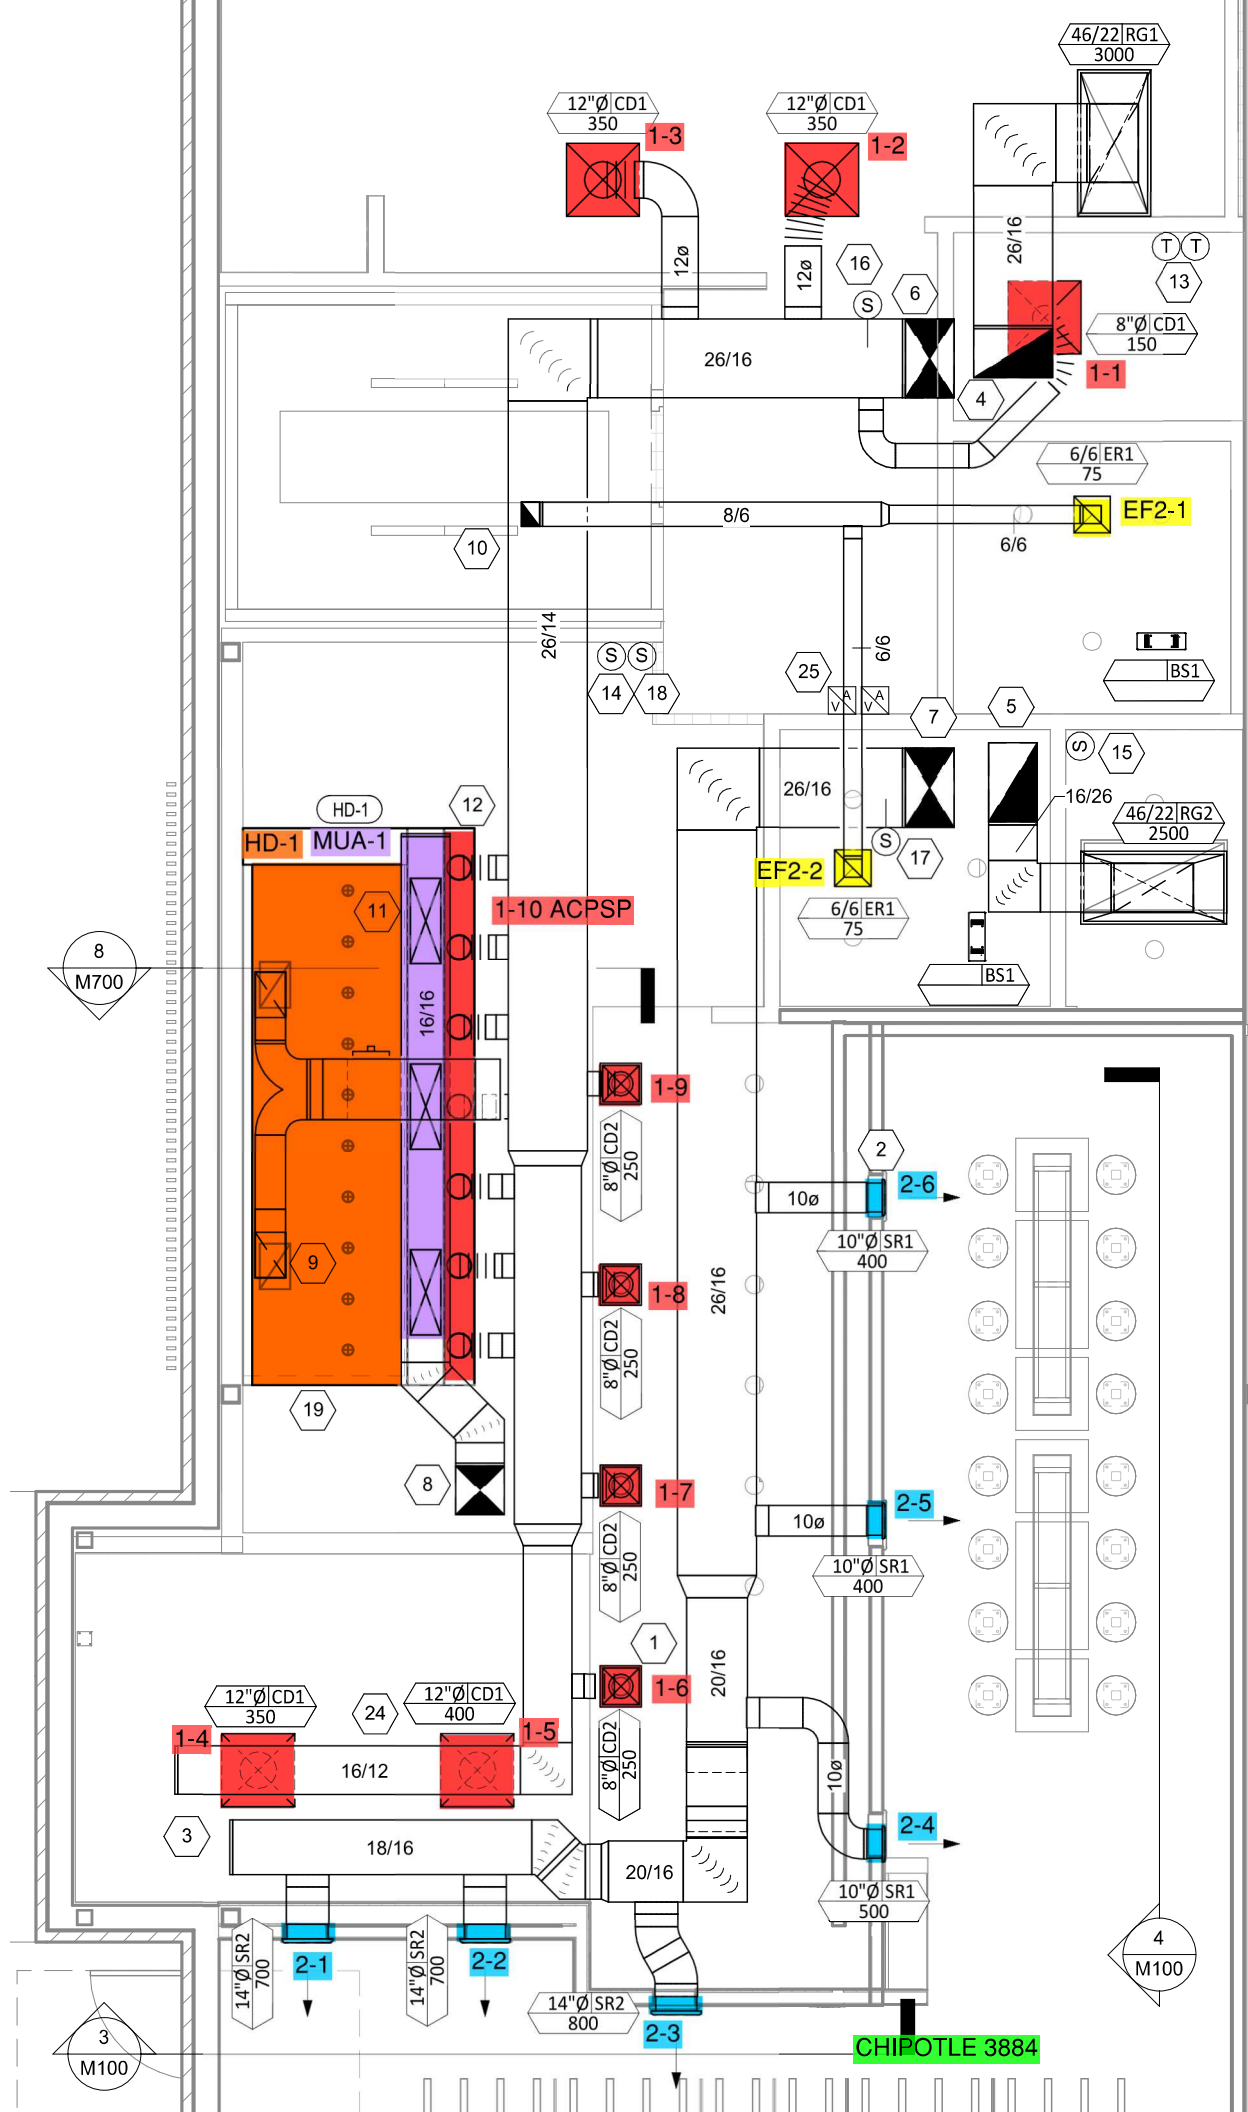 46/22 RG1
3000
12"Ø CD1
350
1-3
12"Ø CD1
350
1-2
26/16
T T
13
12ø
12ø
16
S
6
8"Ø CD1
150
1-1
26/16
4
6/6 ER1
75
EF2-1
8/6
6/6
10
26/14
6/6
S S
14 18
25
V A
V A
BS1
7
5
S
15
26/16
16/26
46/22 RG2
2500
HD-1
12
HD-1
MUA-1
S
17
EF2-2
6/6 ER1
75
11
1-10 ACPSP
8
M700
BS1
16/16
1-9
8"Ø CD2
250
2
2-6
10ø
10"Ø SR1
400
9
26/16
1-8
8"Ø CD2
250
19
8
1-7
2-5
10ø
8"Ø CD2
250
10"Ø SR1
400
1
20/16
1-6
12"Ø CD1
350
24
12"Ø CD1
400
1-4
1-5
16/12
8"Ø CD2
250
10ø
3
18/16
20/16
2-4
10"Ø SR1
500
14"Ø SR2
700
2-1
14"Ø SR2
700
2-2
14"Ø SR2
800
2-3
4
M100
3
M100
CHIPOTLE 3884